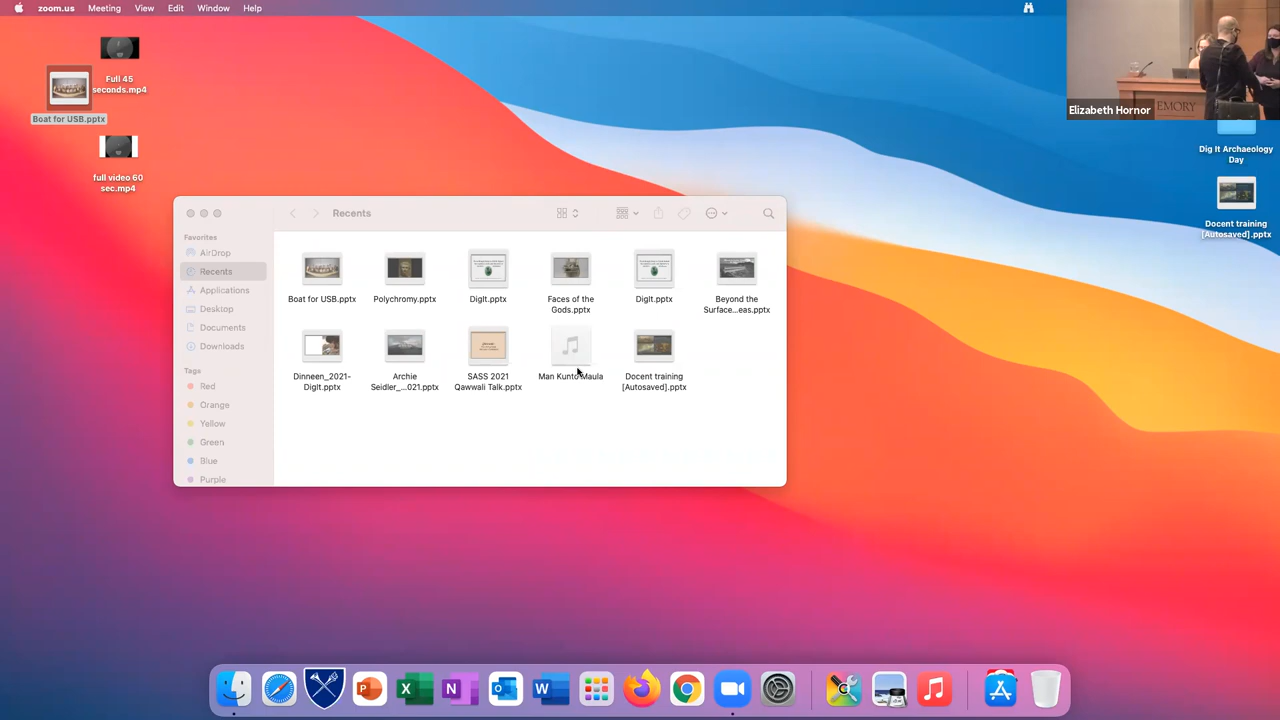 zoom.us Meeting View Edit Window Help
Full 45
seconds.mp4
Boat for USB.pptx
full video 60
sec.mp4
Elizabeth Hornor
EMORY
Dig It Archaeology
Day
Docent training
[Autosaved].pptx
Recents
Favorites
AirDrop
Recents
Applications
Desktop
Documents
Downloads
Tags
Red
Orange
Yellow
Green
Blue
Purple
Boat for USB.pptx
Polychromy.pptx
DigIt.pptx
Faces of the
Gods.pptx
DigIt.pptx
Beyond the
Surface...eas.pptx
Dinneen_2021-
DigIt.pptx
Archie
Seidler_...021.pptx
SASS 2021
Qawwali Talk.pptx
Man Kunto Maula
Docent training
[Autosaved].pptx